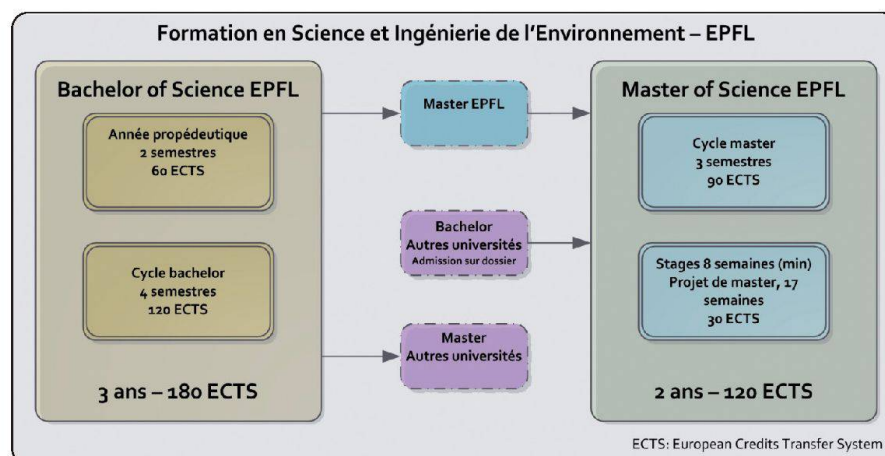 Formation en Science et Ingénierie de l'Environnement – EPFL
Bachelor of Science EPFL
Année propédeutique
2 semestres
60 ECTS
Cycle bachelor
4 semestres
120 ECTS
3 ans – 180 ECTS
Master EPFL
Bachelor
Autres universités
Admission sur dossier
Master
Autres universités
Master of Science EPFL
Cycle master
3 semestres
90 ECTS
Stages 8 semaines (min)
Projet de master, 17
semaines
30 ECTS
2 ans – 120 ECTS
ECTS: European Credits Transfer System